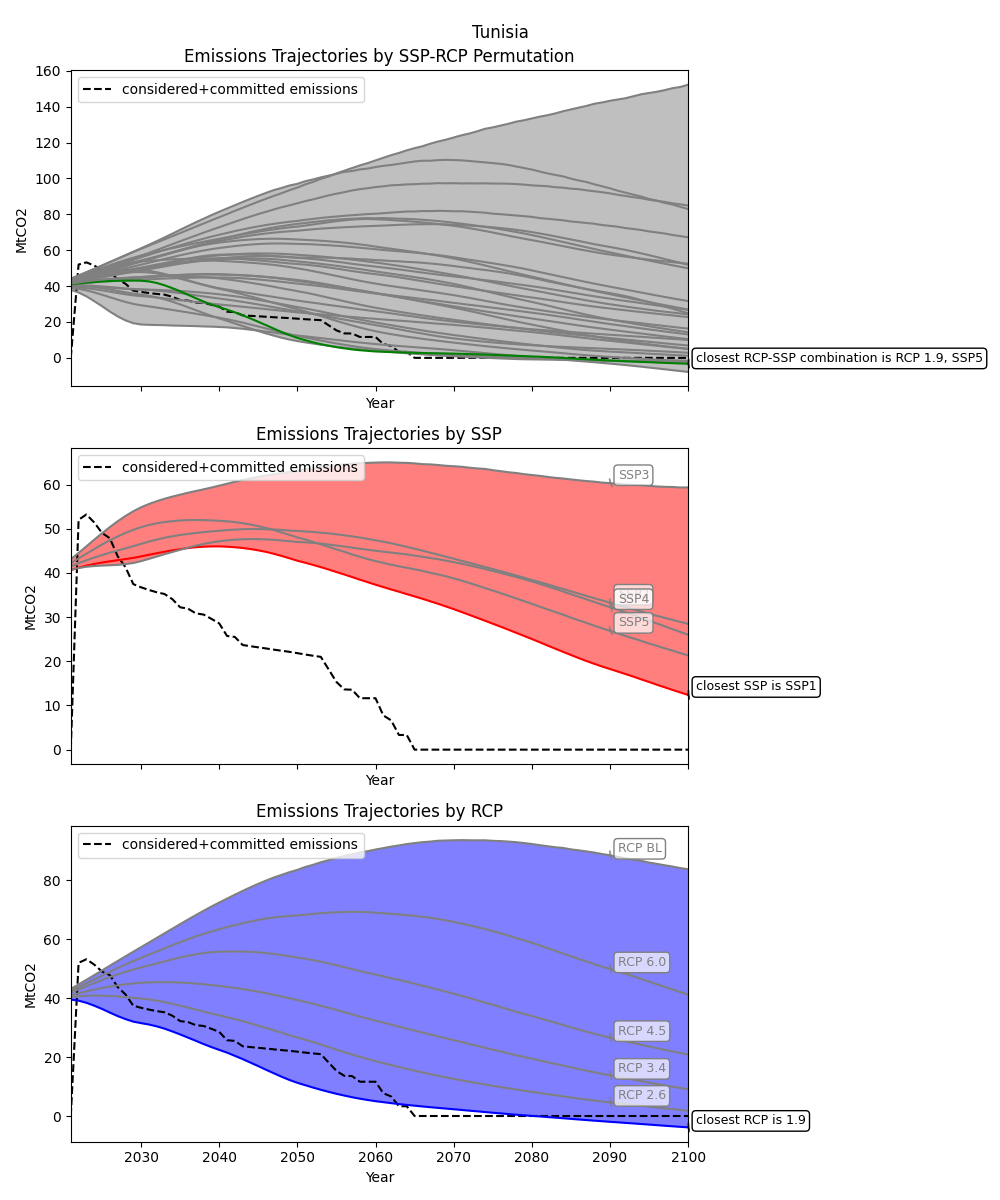 Tunisia
Emissions Trajectories by SSP-RCP Permutation
160
140
120
100
80
60
40
20
0
MtCO2
considered+committed emissions
closest RCP-SSP combination is RCP 1.9, SSP5
Year
Emissions Trajectories by SSP
60
50
40
30
20
10
0
MtCO2
considered+committed emissions
SSP3
SSP4
SSP5
closest SSP is SSP1
Year
Emissions Trajectories by RCP
80
60
40
20
0
MtCO2
considered+committed emissions
RCP BL
RCP 6.0
RCP 4.5
RCP 3.4
RCP 2.6
closest RCP is 1.9
2030
2040
2050
2060
2070
2080
2090
2100
Year